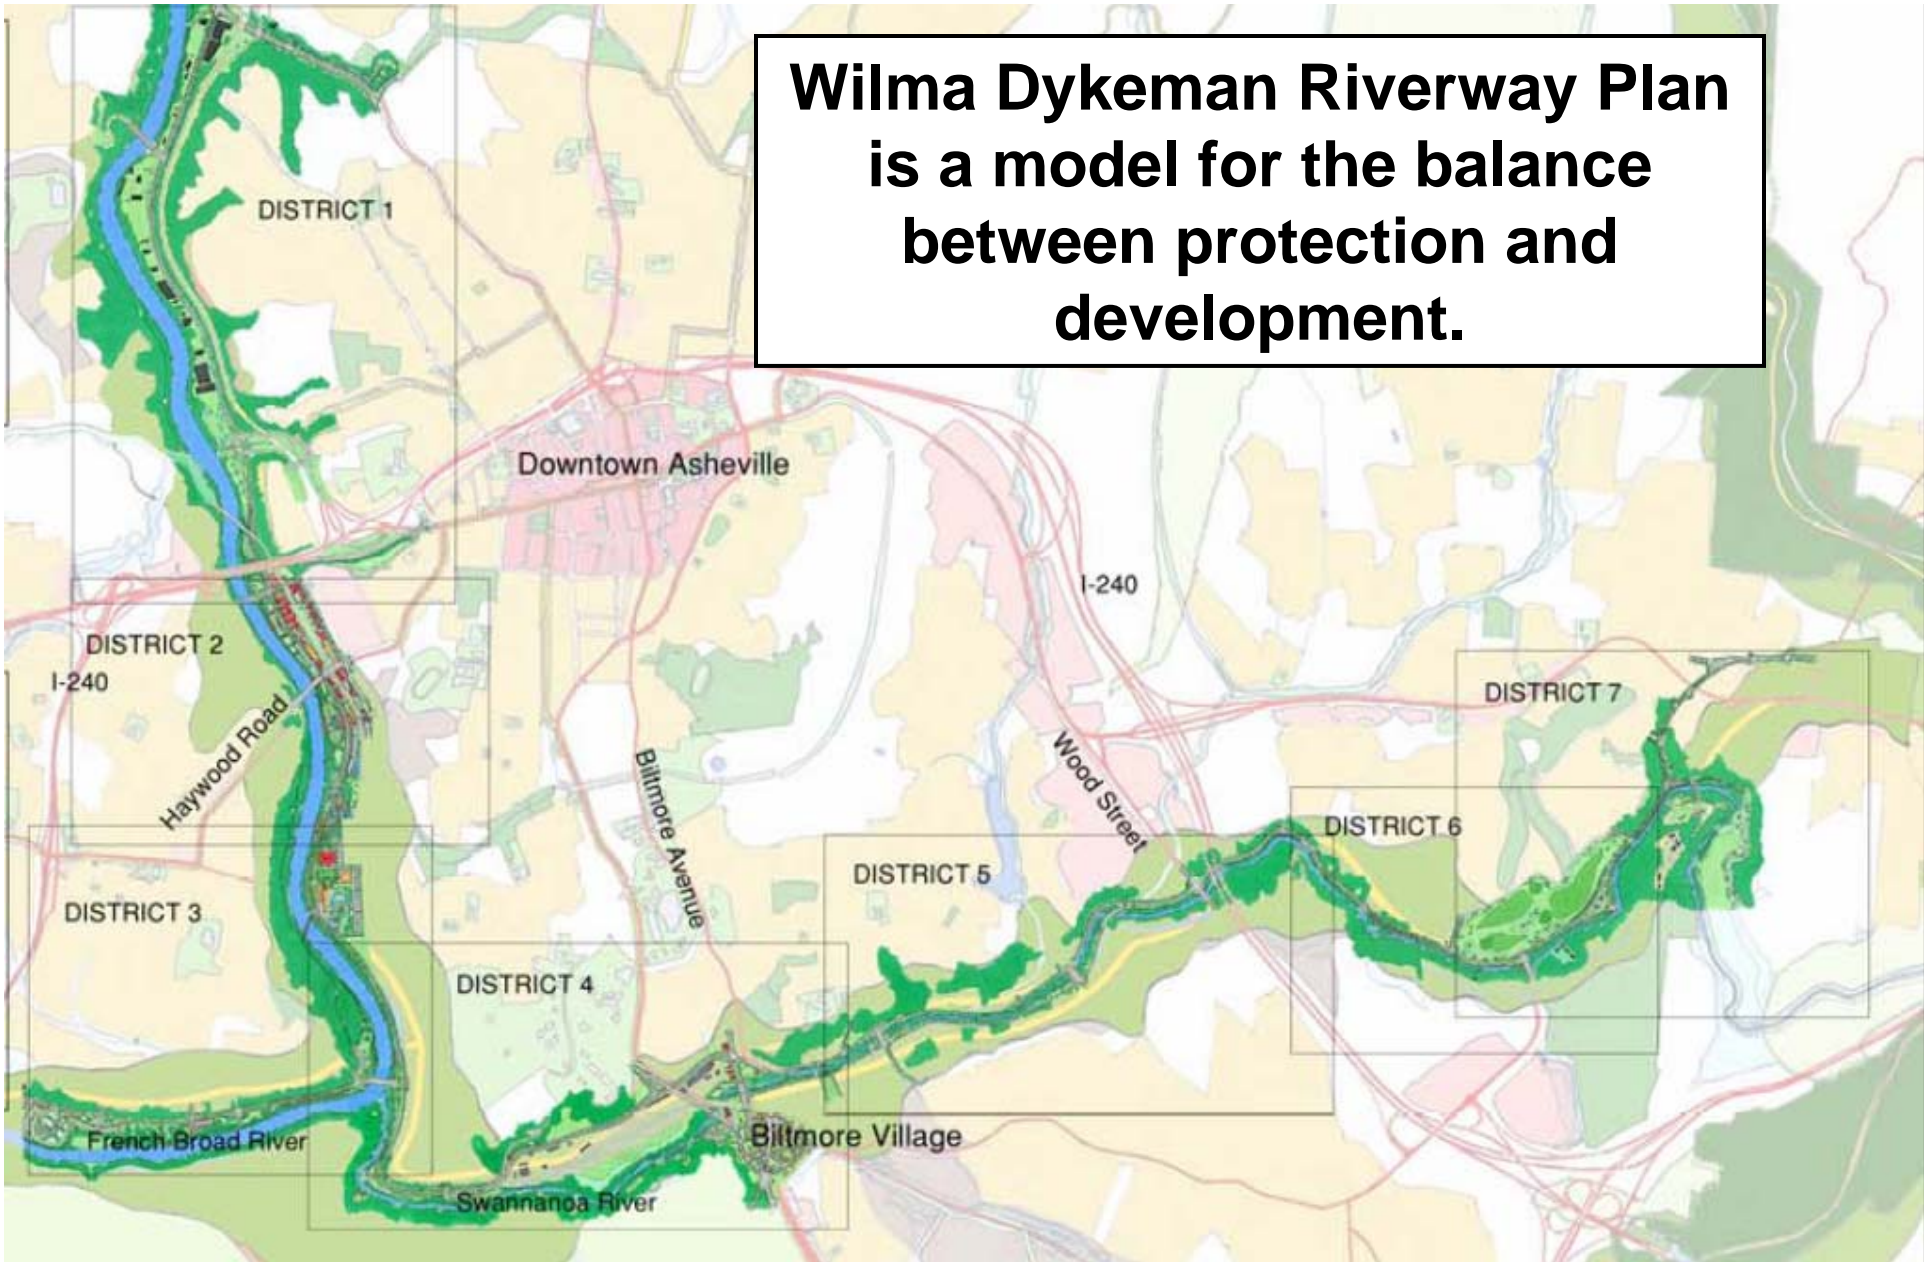 Wilma Dykeman Riverway Plan
is a model for the balance
between protection and
development.
DISTRICT 1
Downtown Asheville
I-240
DISTRICT 2
I-240
DISTRICT 7
Haywood Road
Biltmore Avenue
Wood Street
DISTRICT 6
DISTRICT 5
DISTRICT 3
DISTRICT 4
French Broad River
Biltmore Village
Swannanoa River